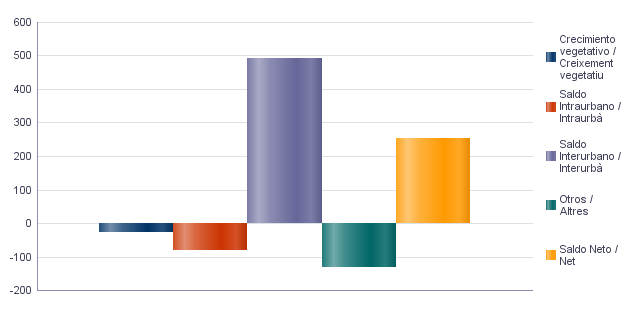 600
500
400
300
200
100
0
-100
-200
Crecimiento
vegetativo /
Creixement
vegetatiu
Saldo
Intraurbano /
Intraurbà
Saldo
Interurbano /
Interurbà
Otros /
Altres
Saldo Neto /
Net